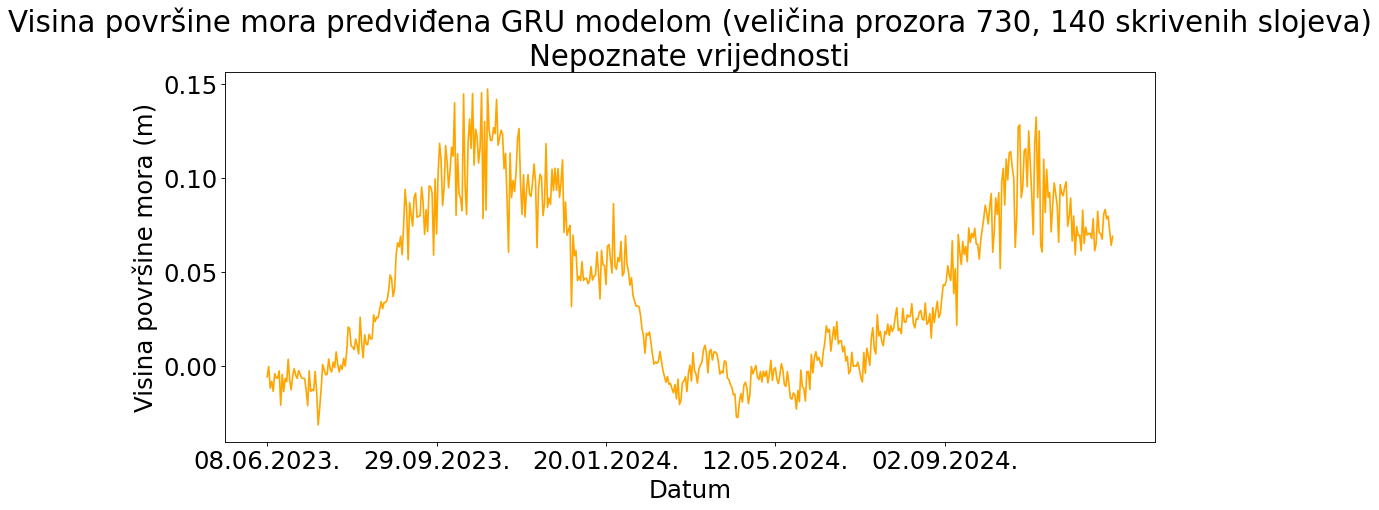 Visina površine mora predviđena GRU modelom (veličina prozora 730, 140 skrivenih slojeva)
Nepoznate vrijednosti
Visina površine mora (m)
0.15
0.10
0.05
0.00
08.06.2023.
29.09.2023.
20.01.2024.
12.05.2024.
02.09.2024.
Datum